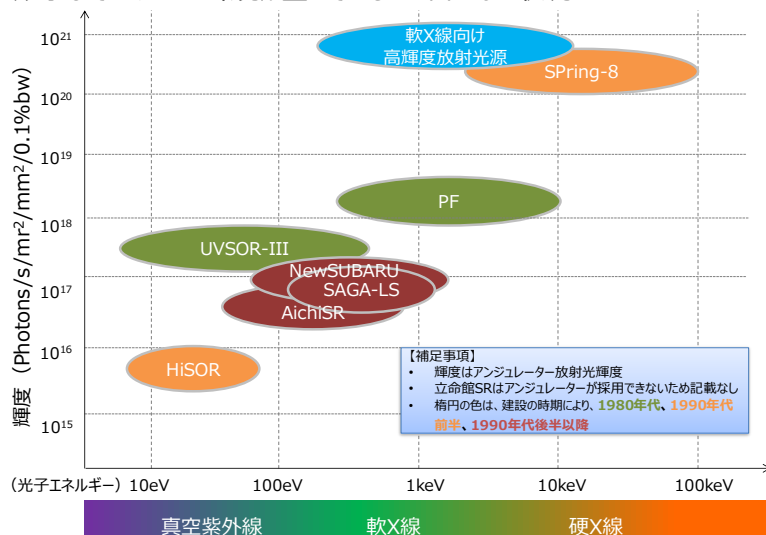 10²¹
軟X線向け
高輝度放射光源
SPring-8
10²⁰
10¹⁹
PF
10¹⁸
UVSOR-III
NewSUBARU
10¹⁷
SAGA-LS
AichiSR
10¹⁶
HiSOR
10¹⁵
輝度 (Photons/s/mr²/mm²/0.1%bw)
【補足事項】
• 輝度はアンジュレーター放射光輝度
• 立命館SRはアンジュレーターが採用できないため記載なし
• 楕円の色は、建設の時期により、1980年代、1990年代
前半、1990年代後半以降
(光子エネルギー) 10eV 100eV 1keV 10keV 100keV
真空紫外線 軟X線 硬X線